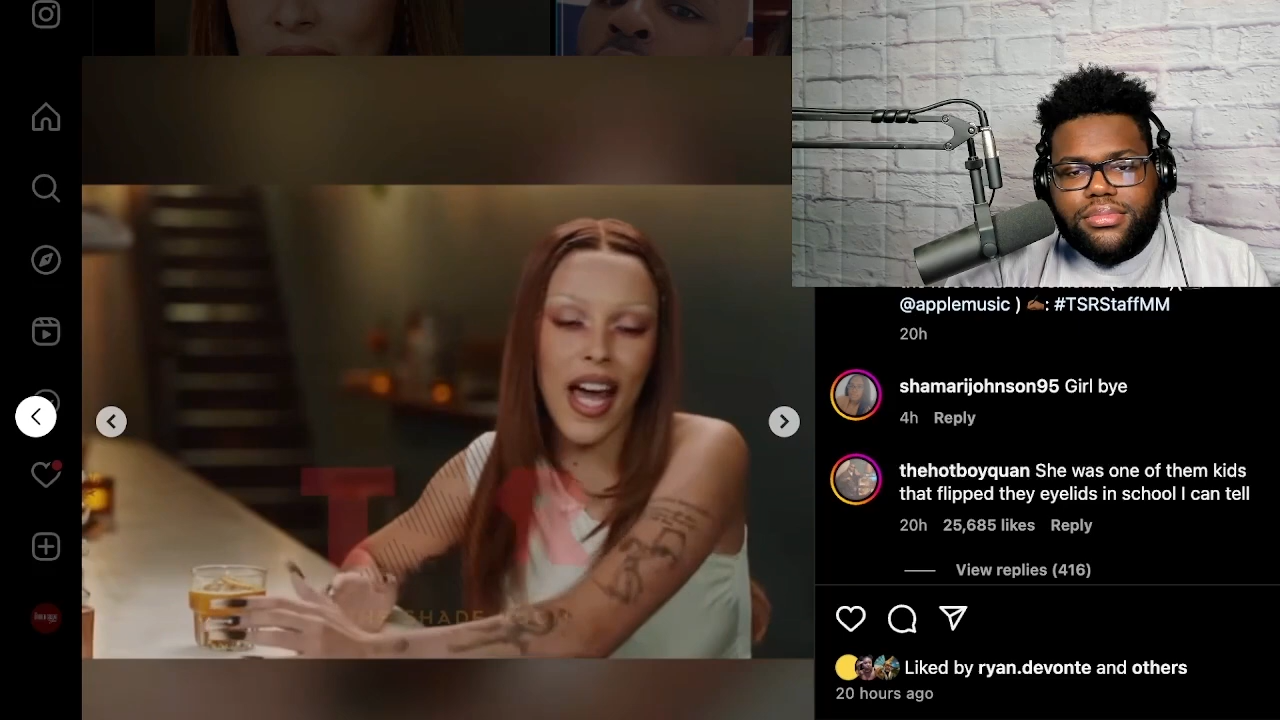 @applemusic ) ✍🏾: #TSRStaffMM
20h
shamarijohnson95 Girl bye
4h Reply
thehotboyquan She was one of them kids
that flipped they eyelids in school I can tell
20h 25,685 likes Reply
View replies (416)
Liked by ryan.devonte and others
20 hours ago